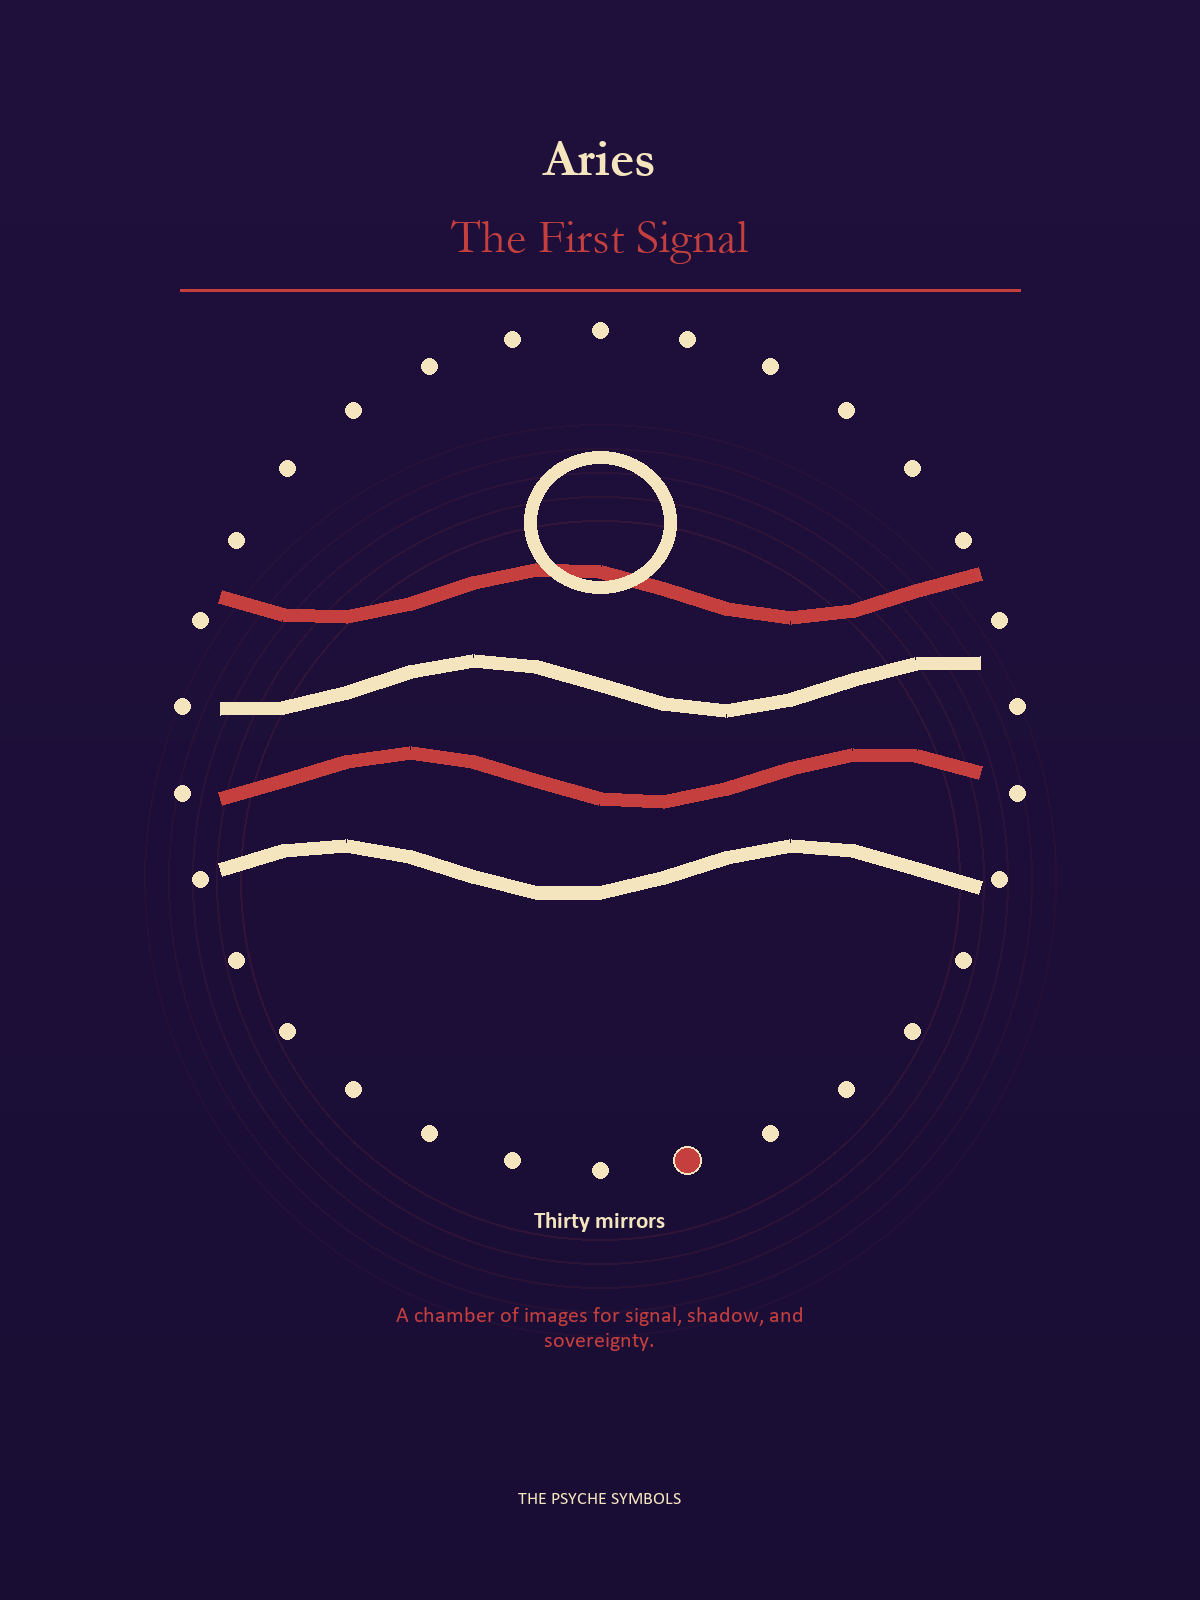 Aries
The First Signal
Thirty mirrors
A chamber of images for signal, shadow, and
sovereignty.
THE PSYCHE SYMBOLS